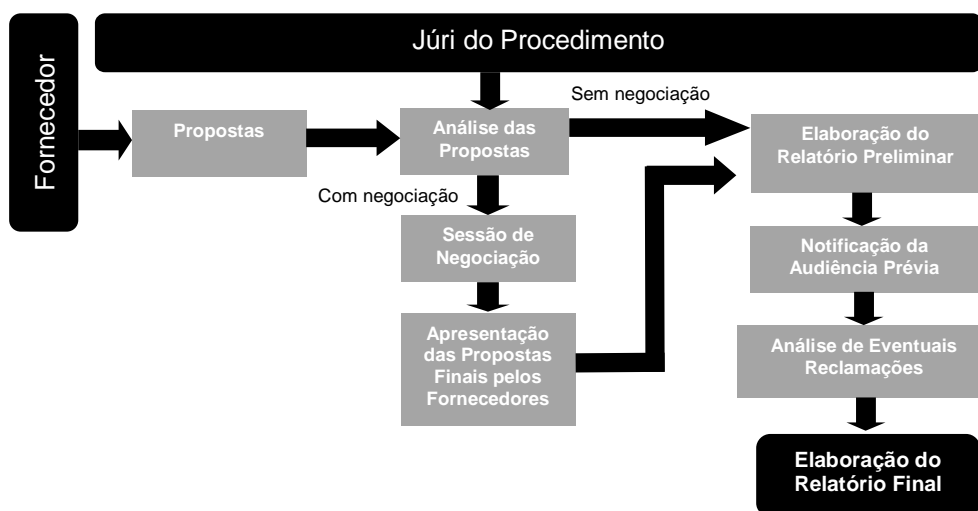 Fornecedor
Júri do Procedimento
Propostas
Análise das
Propostas
Sem negociação
Com negociação
Sessão de
Negociação
Apresentação
das Propostas
Finais pelos
Fornecedores
Elaboração do
Relatório Preliminar
Notificação da
Audiência Prévia
Análise de Eventuais
Reclamações
Elaboração do
Relatório Final